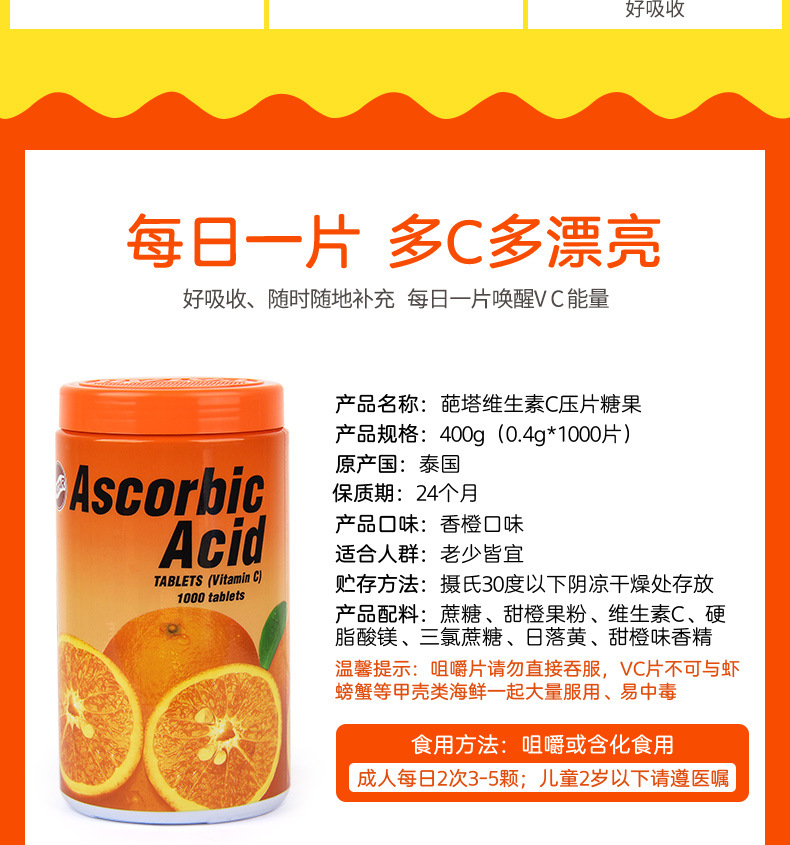 好吸收
每日一片 多C多漂亮
好吸收、随时随地补充 每日一片唤醒VC能量
产品名称：葩塔维生素C压片糖果
产品规格：400g（0.4g*1000片）
原产国：泰国
保质期：24个月
产品口味：香橙口味
适合人群：老少皆宜
贮存方法：摄氏30度以下阴凉干燥处存放
产品配料：蔗糖、甜橙果粉、维生素C、硬
脂酸镁、三氯蔗糖、日落黄、甜橙味香精
温馨提示：咀嚼片请勿直接吞服，VC片不可与虾
螃蟹等甲壳类海鲜一起大量服用、易中毒
食用方法：咀嚼或含化食用
成人每日2次3-5颗；儿童2岁以下请遵医嘱
Ascorbic
Acid
TABLETS (Vitamin C)
1000 tablets